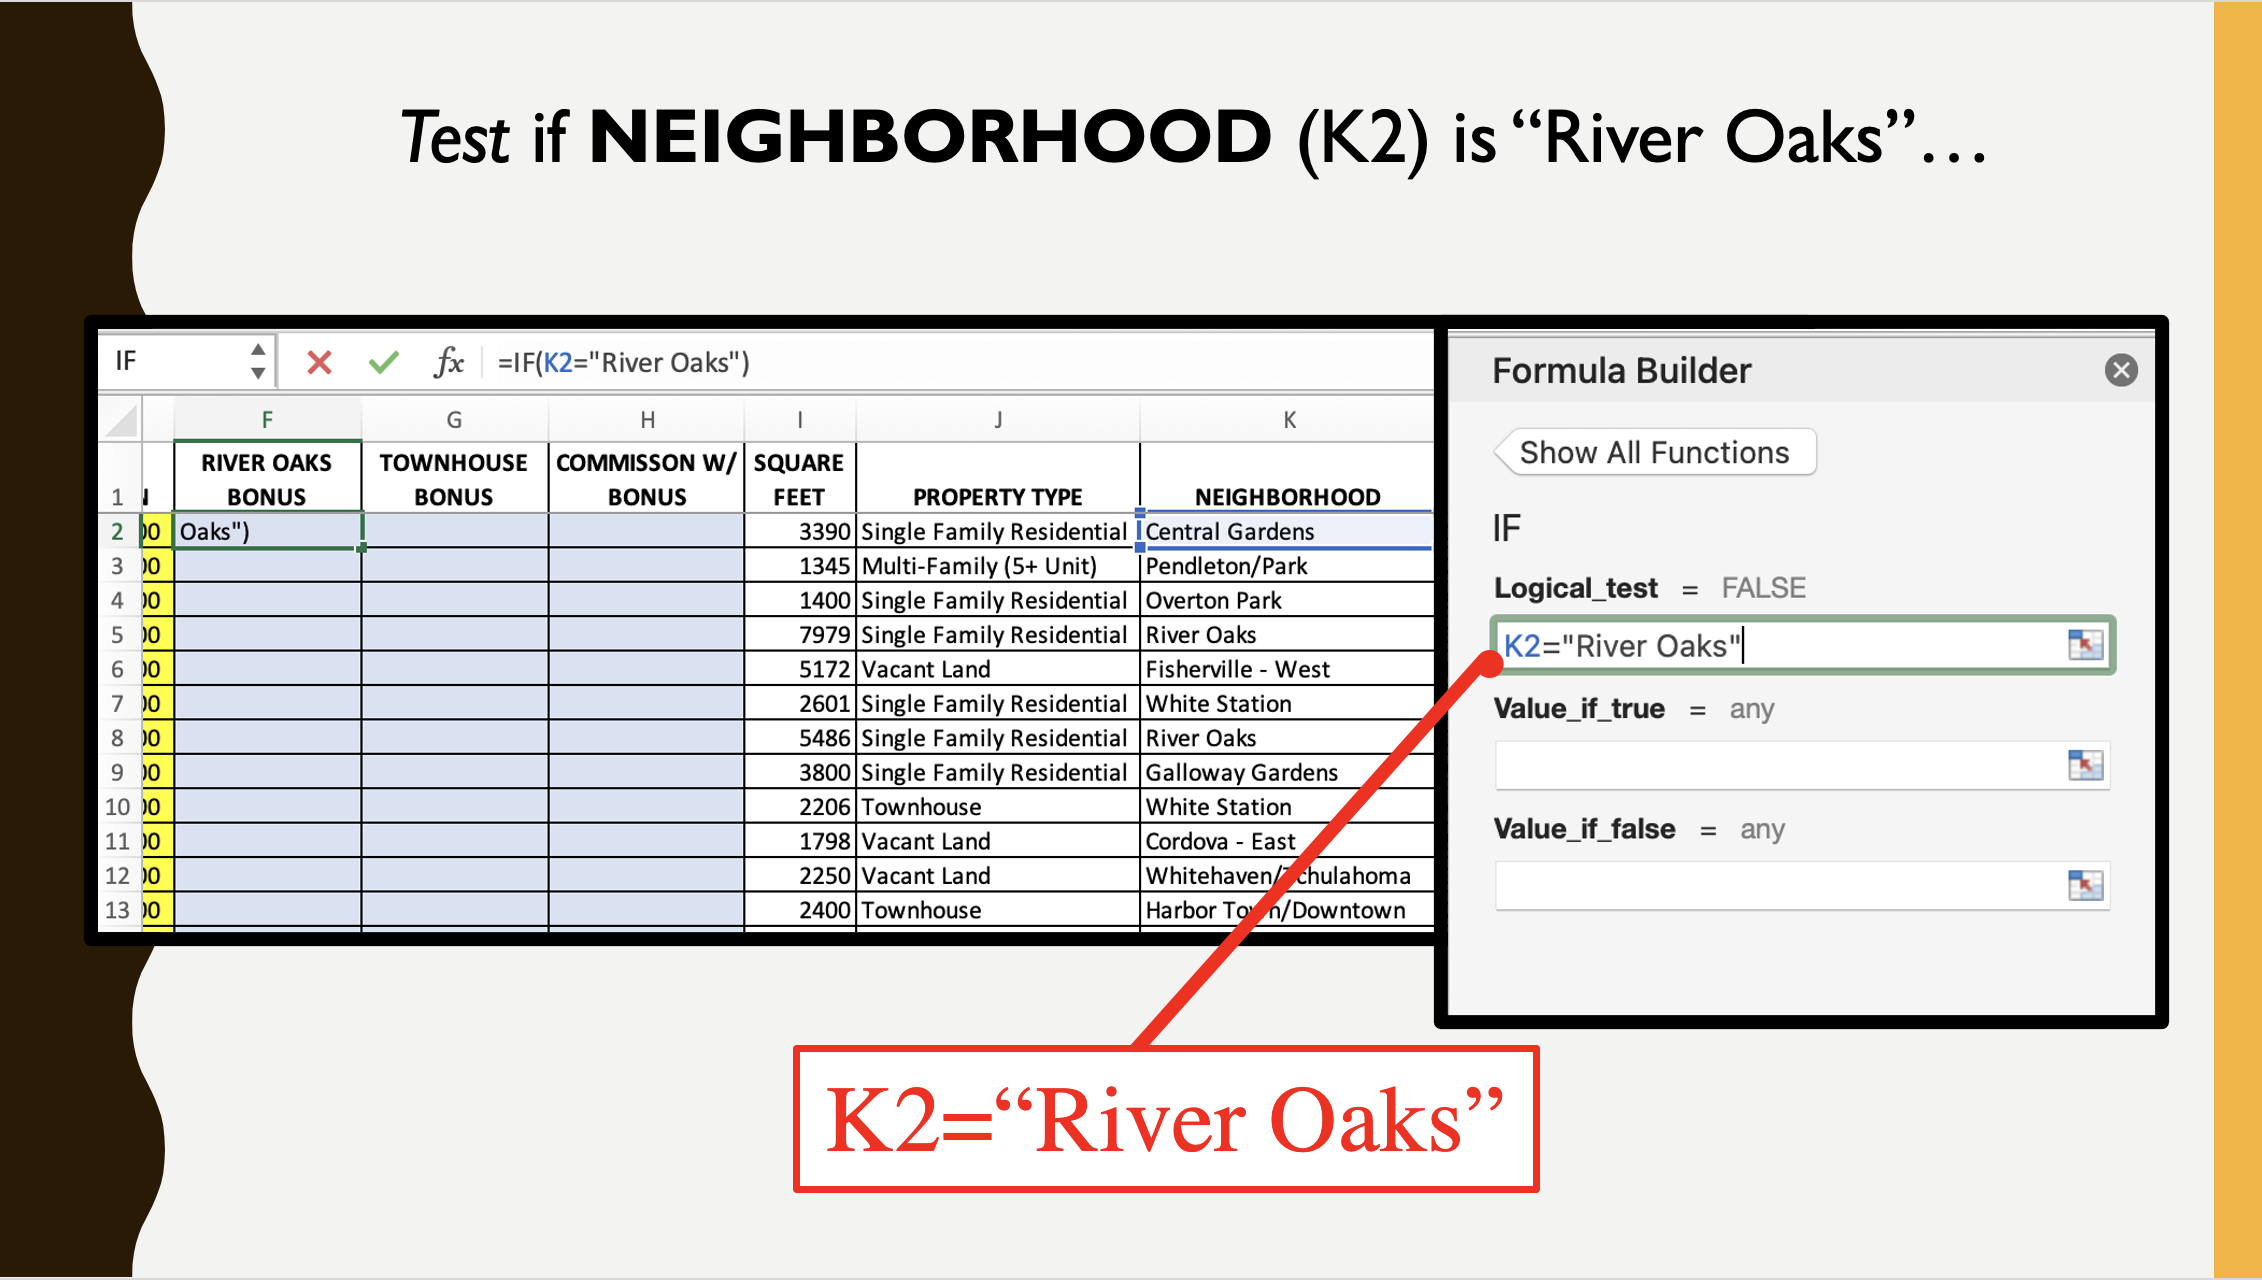 Test if NEIGHBORHOOD (K2) is “River Oaks”...
IF fx =IF(K2="River Oaks")
F G H I J K
RIVER OAKS TOWNHOUSE COMMISSON W/ SQUARE
1 N BONUS BONUS BONUS FEET PROPERTY TYPE NEIGHBORHOOD
2 00 Oaks") 3390 Single Family Residential Central Gardens
3 00 1345 Multi-Family (5+ Unit) Pendleton/Park
4 00 1400 Single Family Residential Overton Park
5 00 7979 Single Family Residential River Oaks
6 00 5172 Vacant Land Fisherville - West
7 00 2601 Single Family Residential White Station
8 00 5486 Single Family Residential River Oaks
9 00 3800 Single Family Residential Galloway Gardens
10 00 2206 Townhouse White Station
11 00 1798 Vacant Land Cordova - East
12 00 2250 Vacant Land Whitehaven/Tchulahoma
13 00 2400 Townhouse Harbor Town/Downtown
Formula Builder
Show All Functions
IF
Logical_test = FALSE
K2="River Oaks"
Value_if_true = any
Value_if_false = any
K2=“River Oaks”